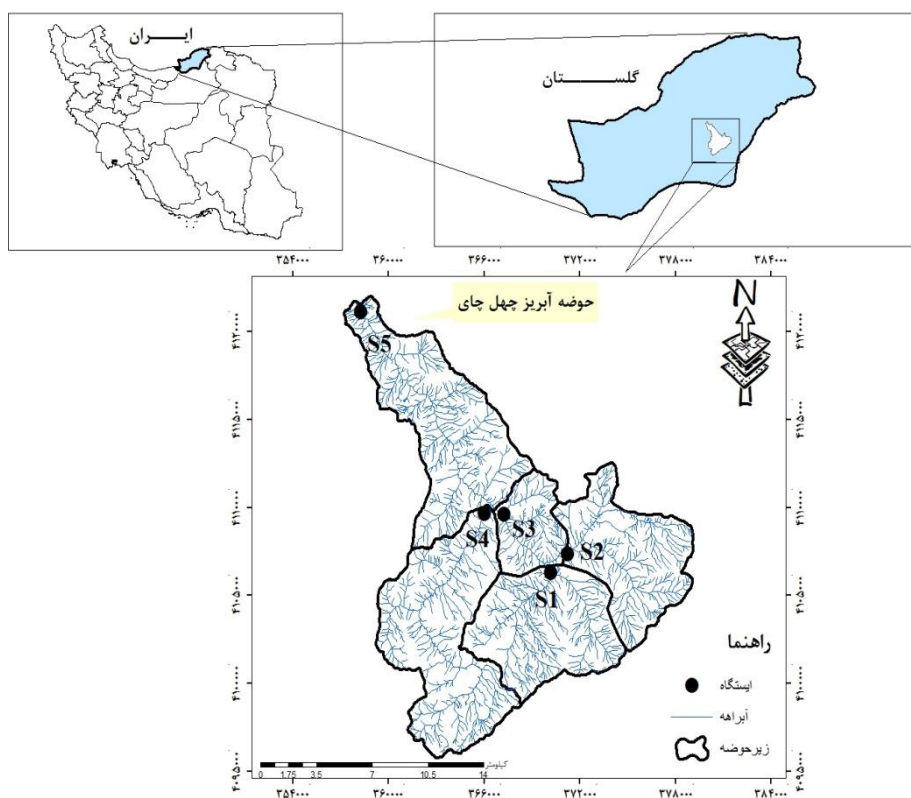 ایـــــران
گلســـــــتان
۳۵۴۰۰۰ ۳۶۰۰۰۰ ۳۶۶۰۰۰ ۳۷۲۰۰۰ ۳۷۸۰۰۰ ۳۸۴۰۰۰
حوضه آبریز چهل چای
N
S5
۴۱۲۰۰۰۰ ۴۱۲۰۰۰۰
۴۱۱۵۰۰۰ ۴۱۱۵۰۰۰
۴۱۱۰۰۰۰ ۴۱۱۰۰۰۰
S4 S3 S2
S1
۴۱۰۵۰۰۰ ۴۱۰۵۰۰۰
راهنما
ایستگاه
آبراهه
زیرحوضه
۴۱۰۰۰۰۰ ۴۱۰۰۰۰۰
۴۰۹۵۰۰۰ ۴۰۹۵۰۰۰
کیلومتر
0 1.75 3.5 7 10.5 14
۳۵۴۰۰۰ ۳۶۰۰۰۰ ۳۶۶۰۰۰ ۳۷۲۰۰۰ ۳۷۸۰۰۰ ۳۸۴۰۰۰